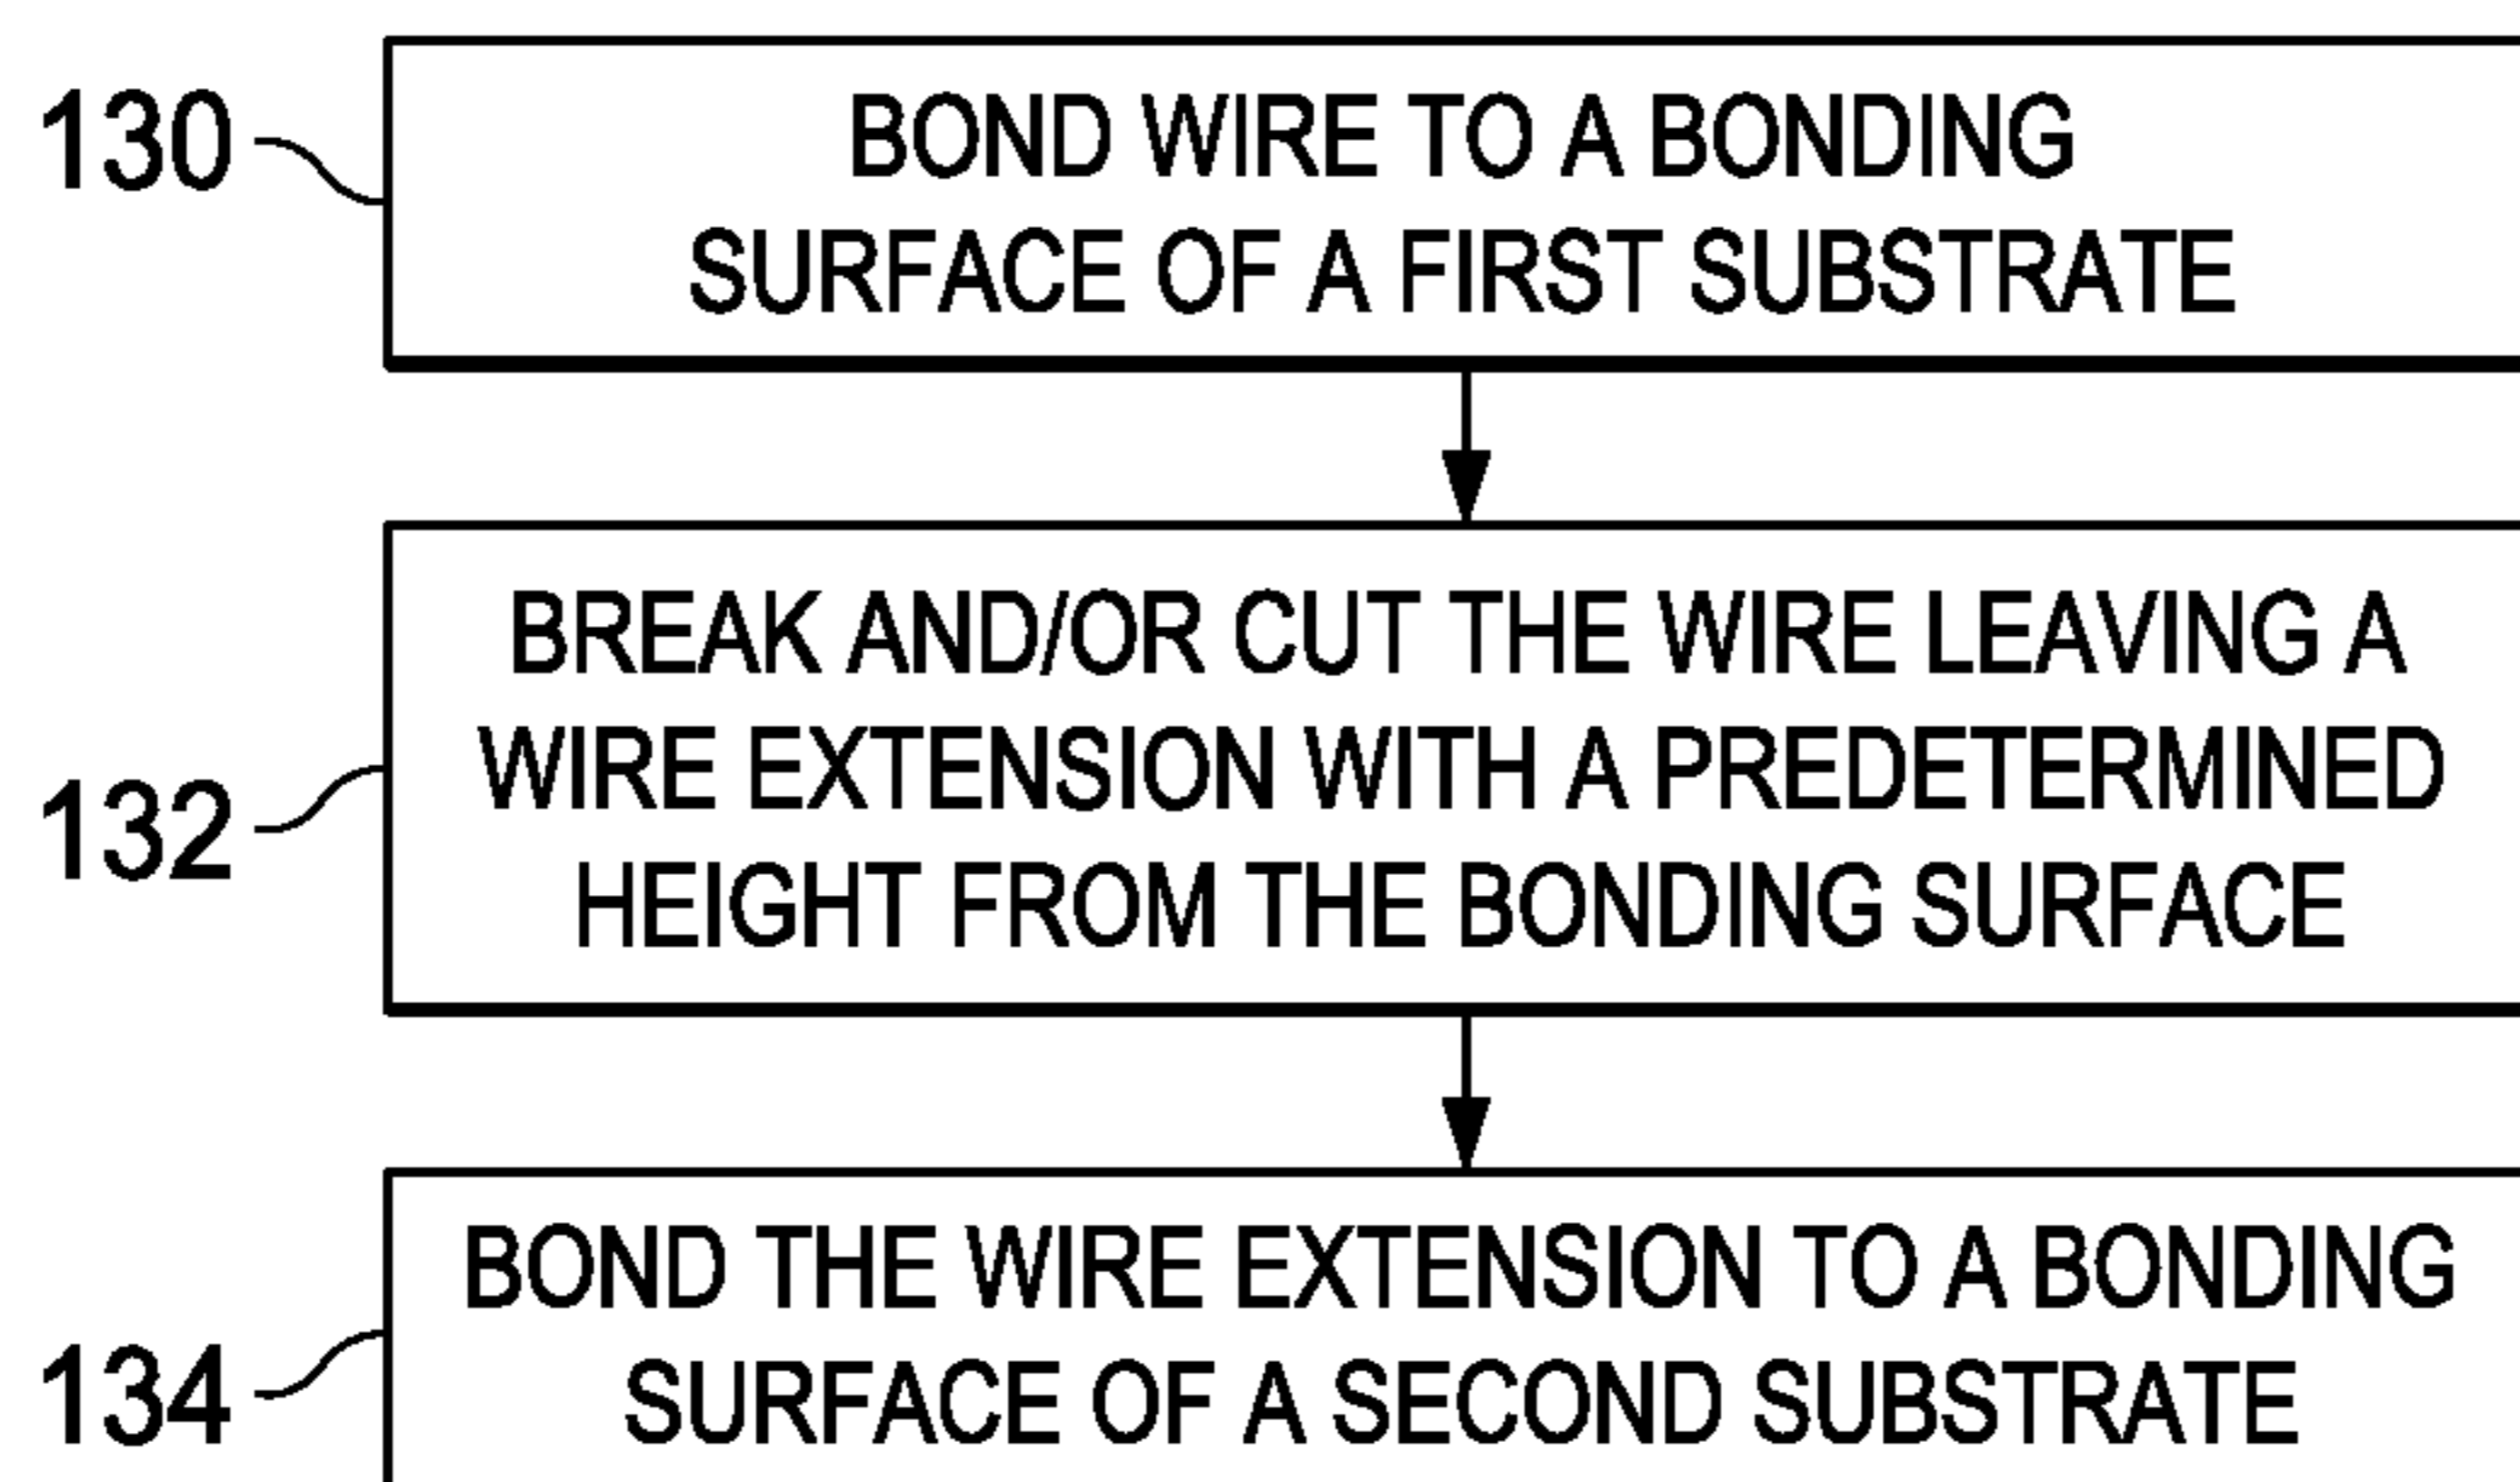 130
BOND WIRE TO A BONDING
SURFACE OF A FIRST SUBSTRATE
132
BREAK AND/OR CUT THE WIRE LEAVING A
WIRE EXTENSION WITH A PREDETERMINED
HEIGHT FROM THE BONDING SURFACE
134
BOND THE WIRE EXTENSION TO A BONDING
SURFACE OF A SECOND SUBSTRATE